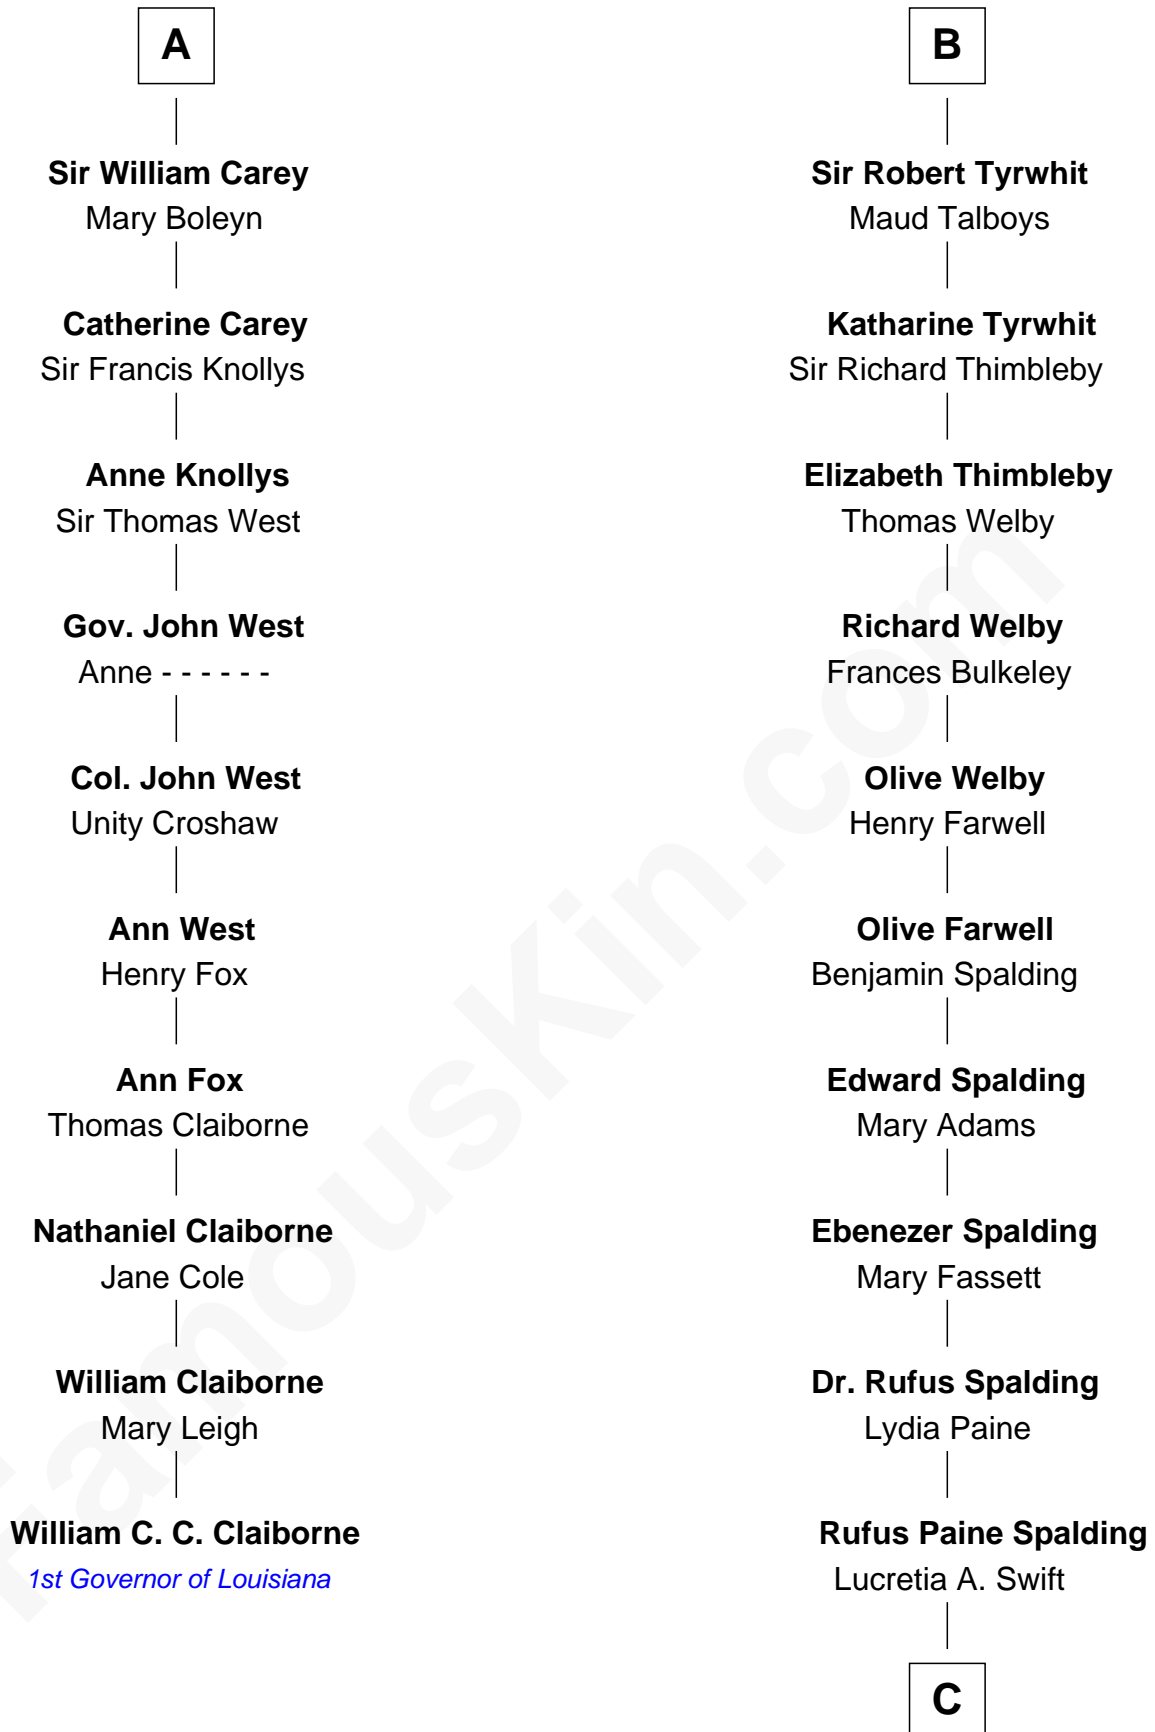 A
Sir William Carey
Mary Boleyn
Catherine Carey
Sir Francis Knollys
Anne Knollys
Sir Thomas West
Gov. John West
Anne - - - - - -
Col. John West
Unity Croshaw
Ann West
Henry Fox
Ann Fox
Thomas Claiborne
Nathaniel Claiborne
Jane Cole
William Claiborne
Mary Leigh
William C. C. Claiborne
1st Governor of Louisiana
B
Sir Robert Tyrwhit
Maud Talboys
Katharine Tyrwhit
Sir Richard Thimbleby
Elizabeth Thimbleby
Thomas Welby
Richard Welby
Frances Bulkeley
Olive Welby
Henry Farwell
Olive Farwell
Benjamin Spalding
Edward Spalding
Mary Adams
Ebenezer Spalding
Mary Fassett
Dr. Rufus Spalding
Lydia Paine
Rufus Paine Spalding
Lucretia A. Swift
C
FamousKin.com